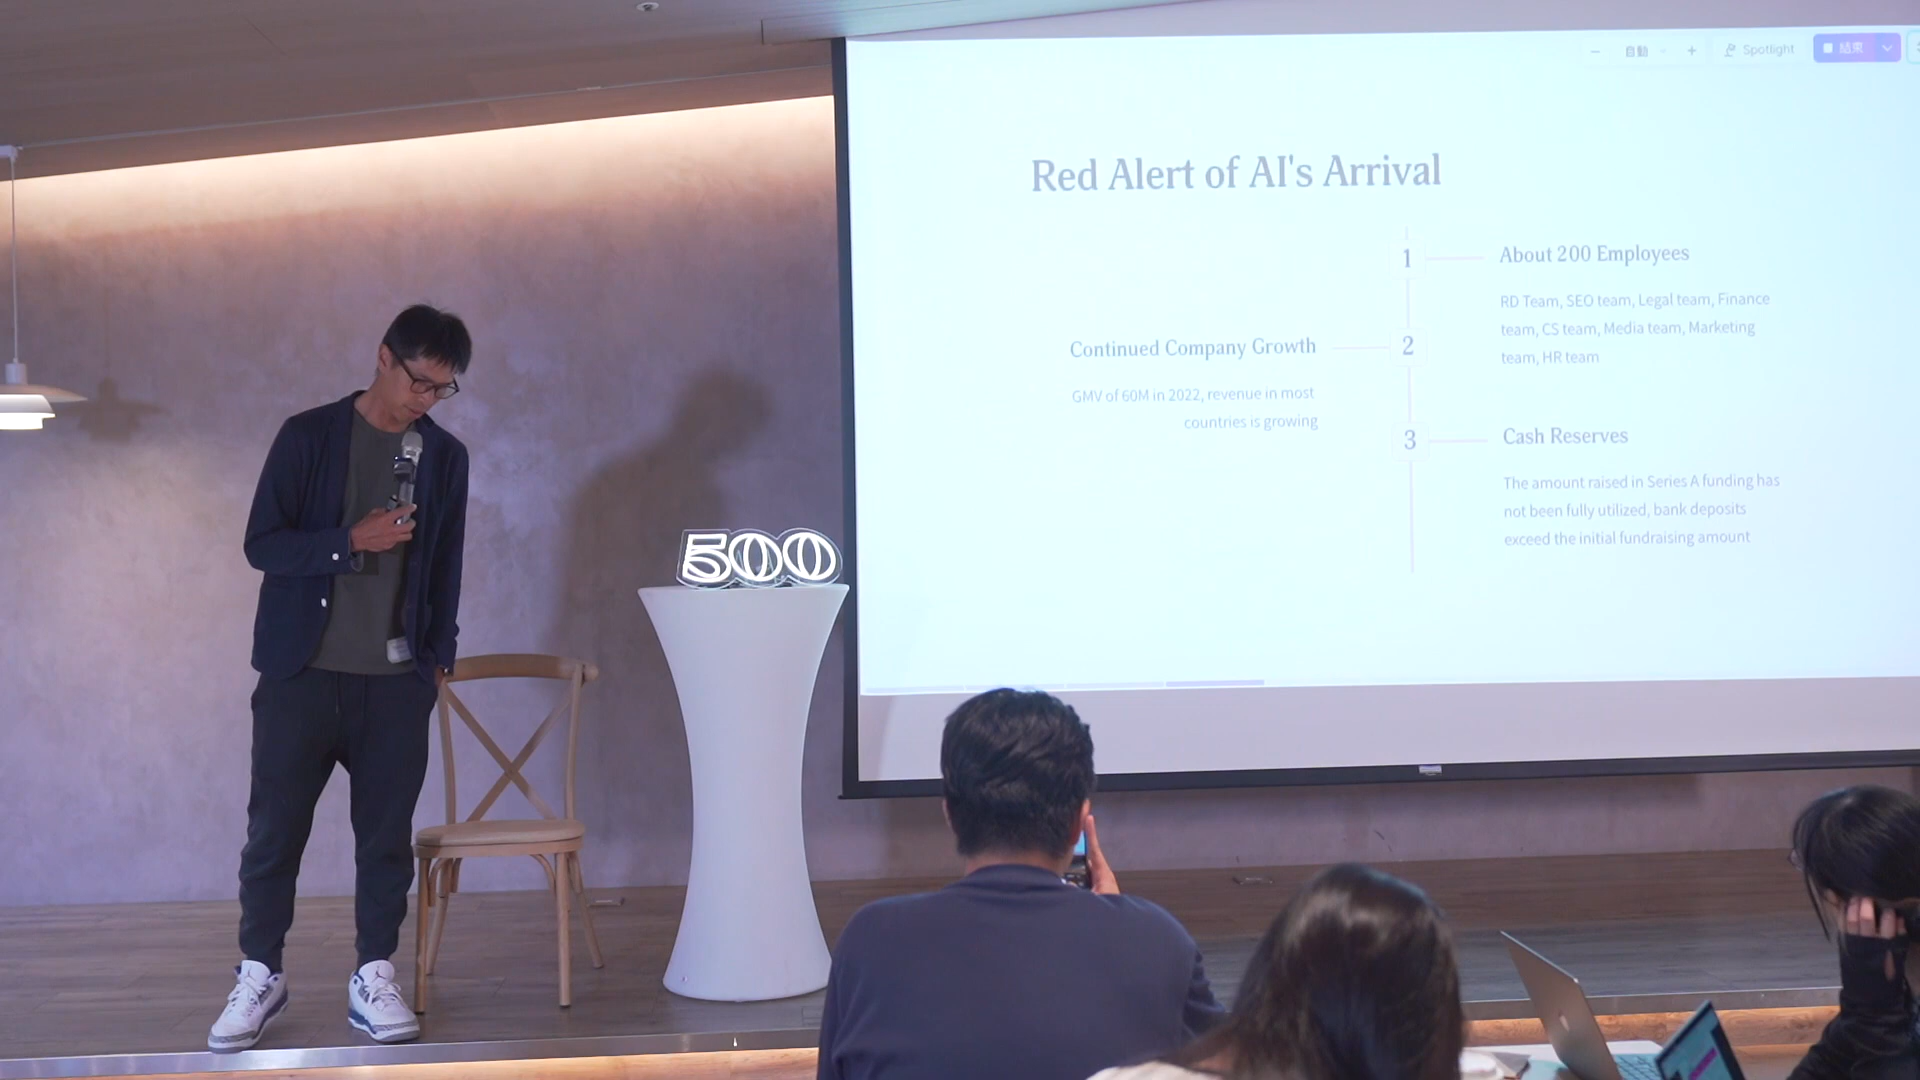 自動
Spotlight
結束
Red Alert of AI's Arrival
1
About 200 Employees
RD Team, SEO team, Legal team, Finance
team, CS team, Media team, Marketing
team, HR team
Continued Company Growth
2
GMV of 60M in 2022, revenue in most
countries is growing
3
Cash Reserves
The amount raised in Series A funding has
not been fully utilized, bank deposits
exceed the initial fundraising amount
500